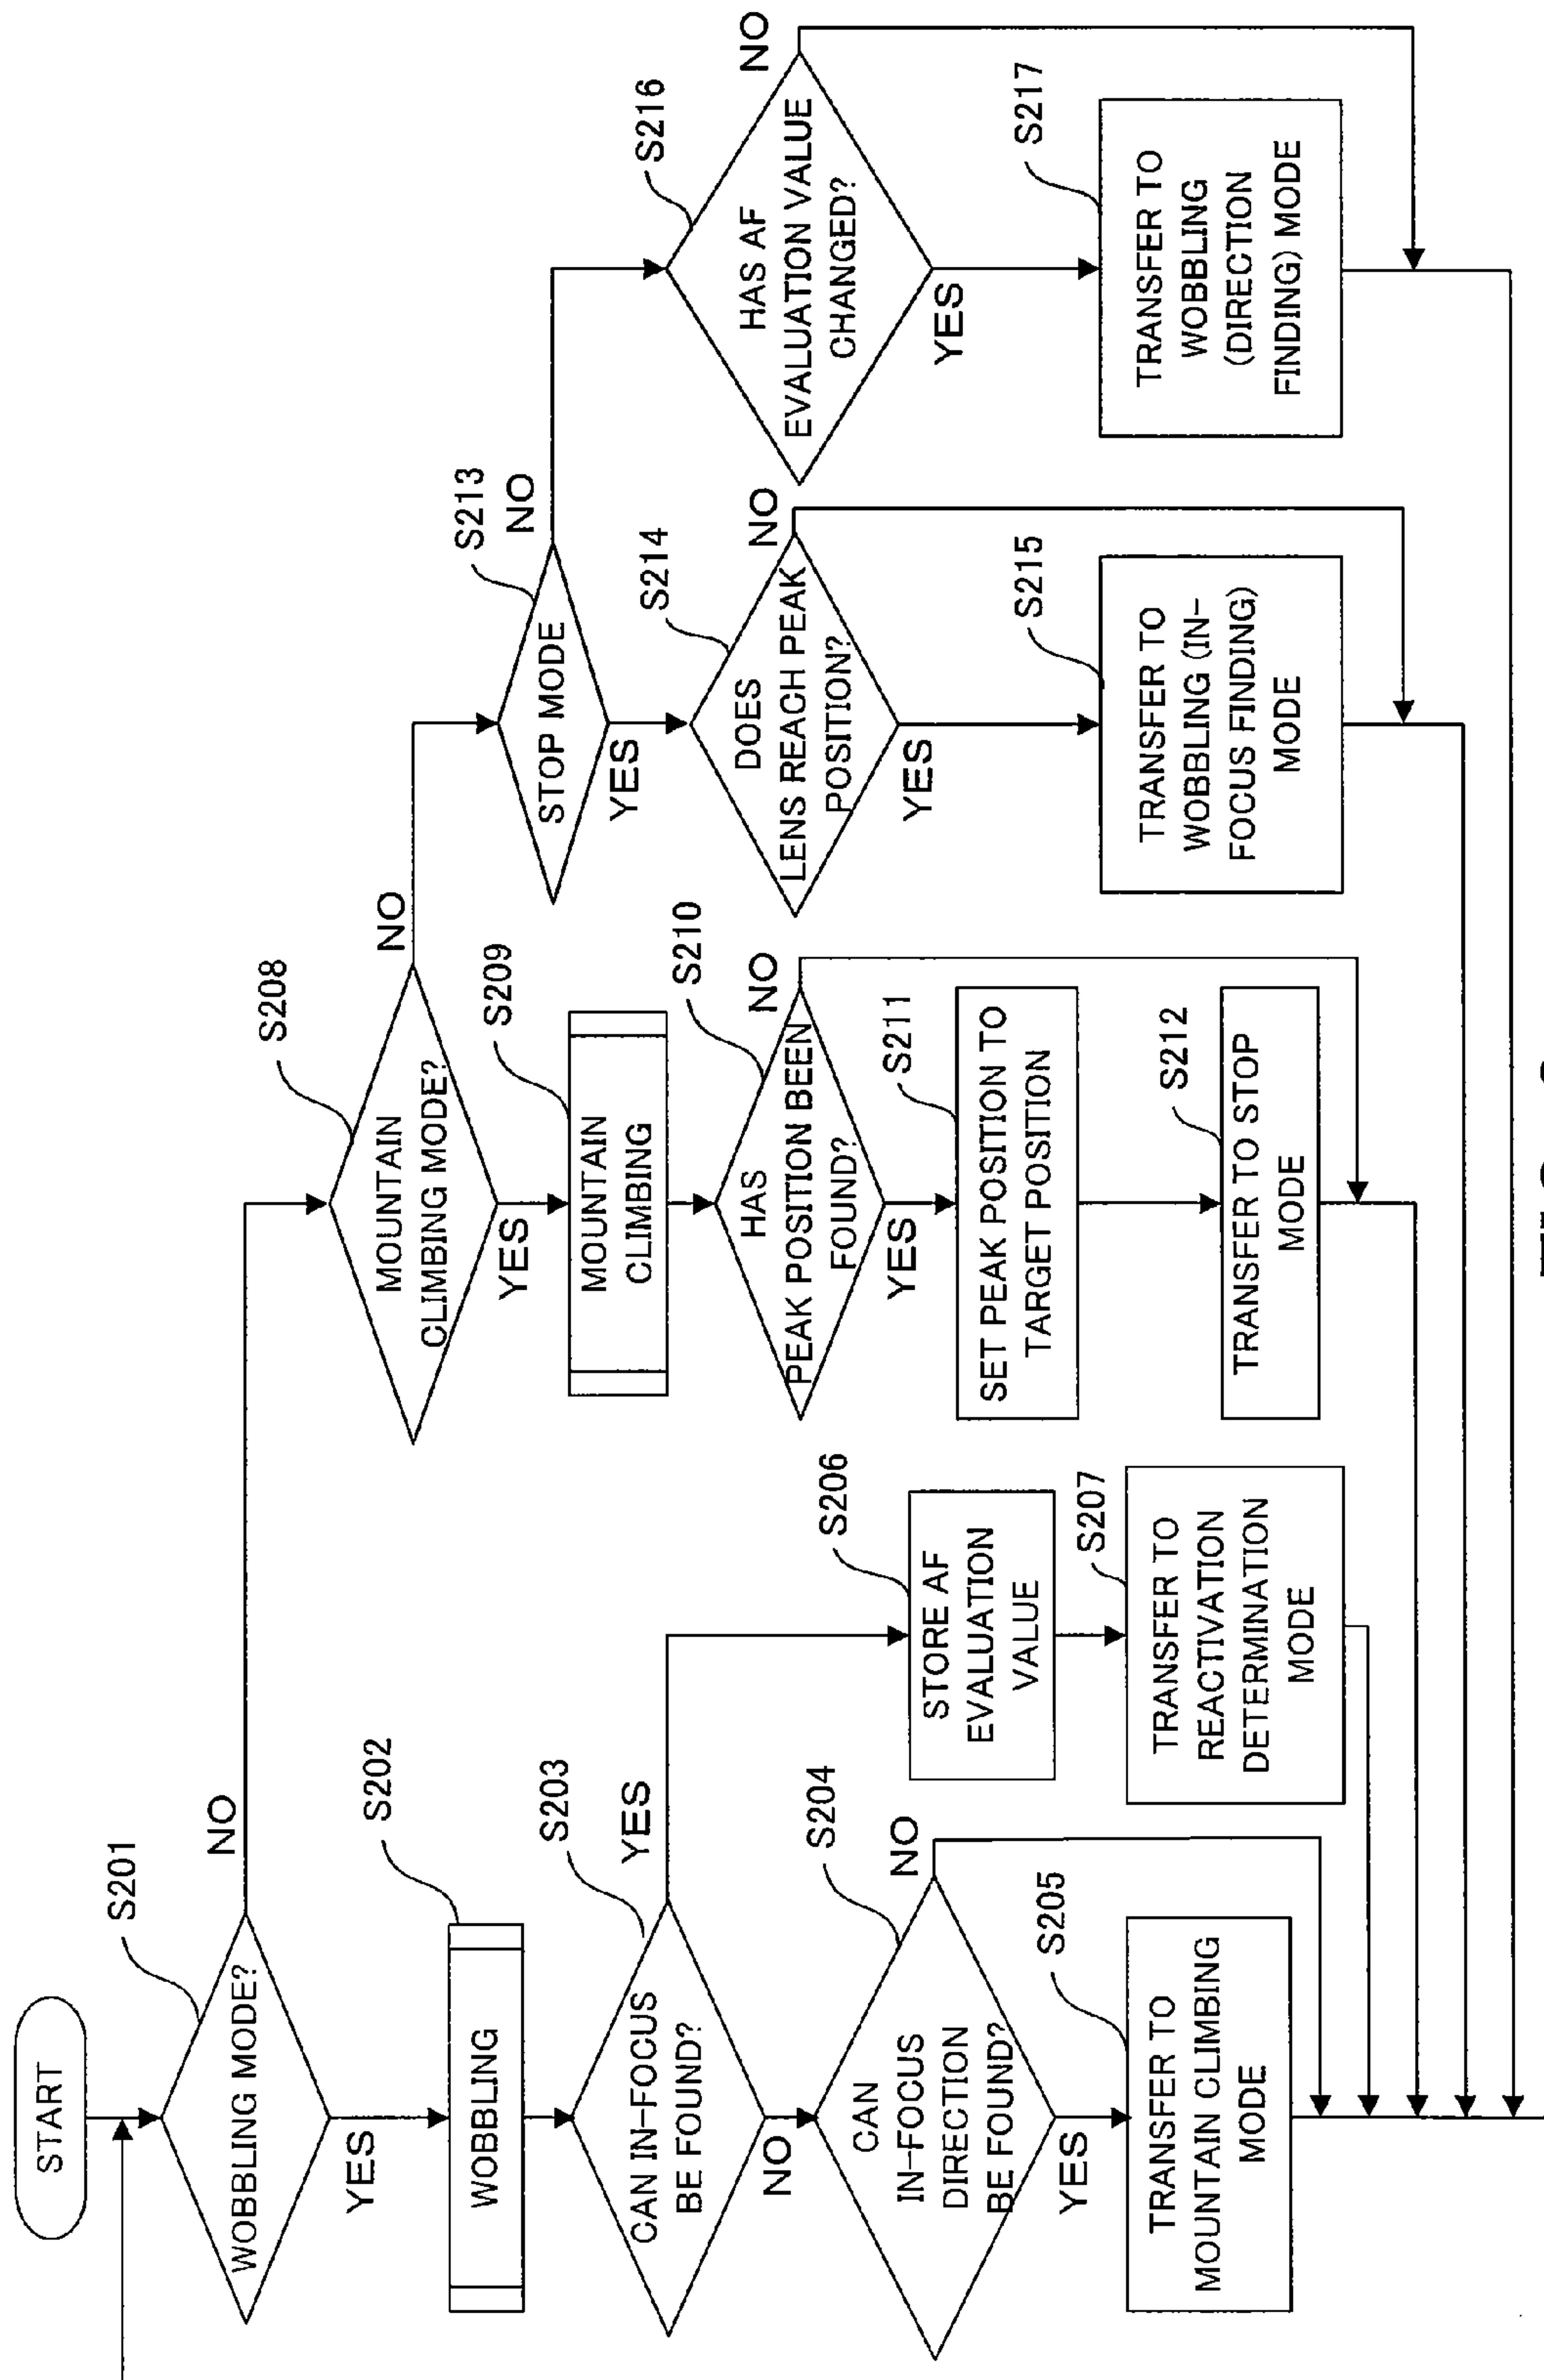 START
S201
WOBBLING MODE?
NO
YES
S202
WOBBLING
S203
CAN IN-FOCUS
BE FOUND?
YES
NO
S204
CAN
IN-FOCUS
DIRECTION
BE FOUND?
NO
YES
S205
TRANSFER TO
MOUNTAIN CLIMBING
MODE
S206
STORE AF
EVALUATION
VALUE
S207
TRANSFER TO
REACTIVATION
DETERMINATION
MODE
S208
MOUNTAIN
CLIMBING MODE?
NO
YES
S209
MOUNTAIN
CLIMBING
S210
HAS
PEAK POSITION BEEN
FOUND?
NO
YES
S211
SET PEAK POSITION TO
TARGET POSITION
S212
TRANSFER TO STOP
MODE
S213
STOP MODE
NO
YES
S214
DOES
LENS REACH PEAK
POSITION?
NO
YES
S215
TRANSFER TO
WOBBLING (IN-
FOCUS FINDING)
MODE
S216
HAS AF
EVALUATION VALUE
CHANGED?
NO
YES
S217
TRANSFER TO
WOBBLING
(DIRECTION
FINDING) MODE